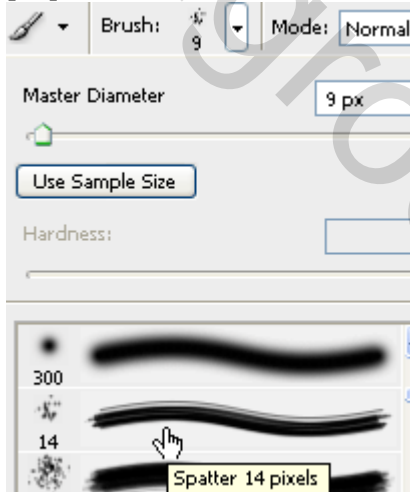 Brush:
9
Mode: Normal
Master Diameter
9 px
Use Sample Size
Hardness:
300
14
Spatter 14 pixels